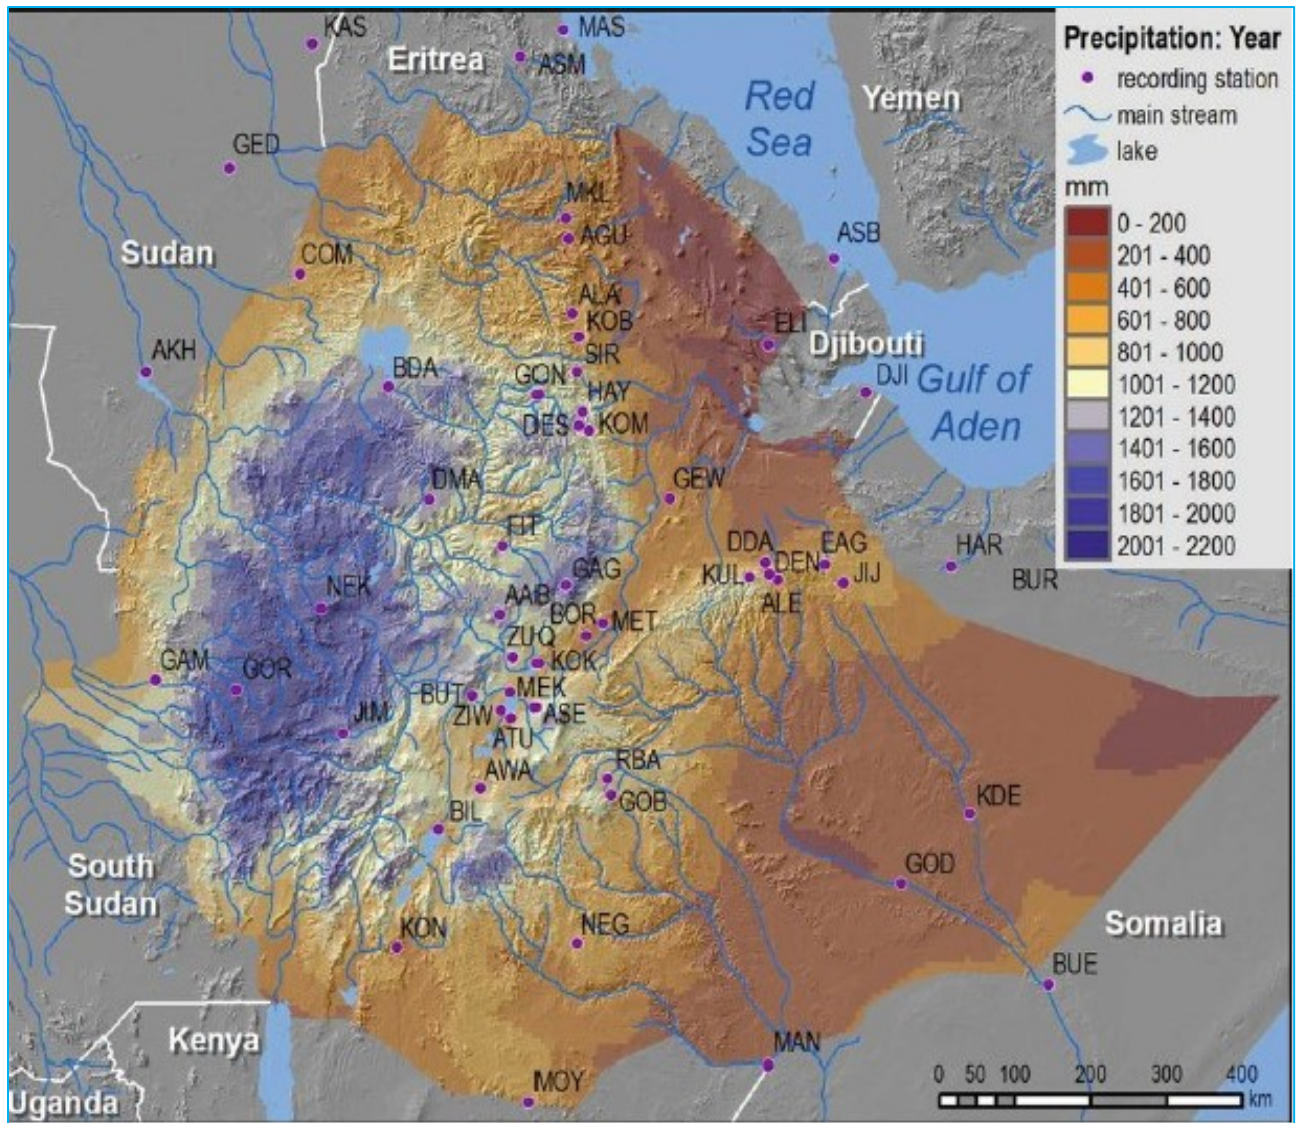 KAS
MAS
Eritrea
ASM
Red
Sea
Yemen
GED
Sudan
COM
MKL
AGU
ASB
ALA
KOB
ELI
Djibouti
AKH
SIR
BDA
GON
HAY
DJI
Gulf of
Aden
DES
KOM
DMA
GEW
FIT
DDA
EAG
HAR
KUL
DEN
JIJ
BUR
NEK
GAG
AAB
ALE
BOR
MET
ZUQ
KOK
GAM
GOR
BUT
MEK
JIM
ZIW
ASE
ATU
RBA
AWA
GOB
KDE
BIL
South
Sudan
GOD
Somalia
KON
NEG
BUE
Kenya
MAN
MOY
Uganda
Precipitation: Year
recording station
main stream
lake
mm
0 - 200
201 - 400
401 - 600
601 - 800
801 - 1000
1001 - 1200
1201 - 1400
1401 - 1600
1601 - 1800
1801 - 2000
2001 - 2200
0 50 100 200 300 400
km